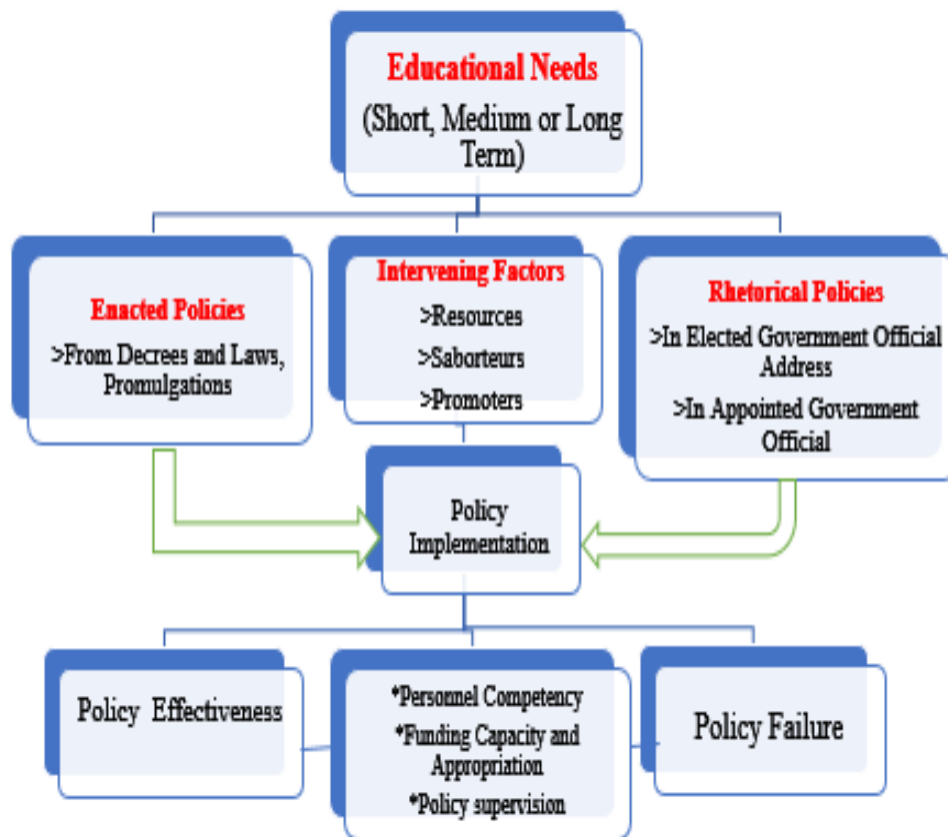 Educational Needs
(Short, Medium or Long
Term)
Enacted Policies
>From Decrees and Laws,
Promulgations
Intervening Factors
>Resources
>Saborteurs
>Promoters
Rhetorical Policies
>In Elected Government Official
Address
>In Appointed Government
Official
Policy
Implementation
Policy Effectiveness
*Personnel Competency
*Funding Capacity and
Appropriation
*Policy supervision
Policy Failure